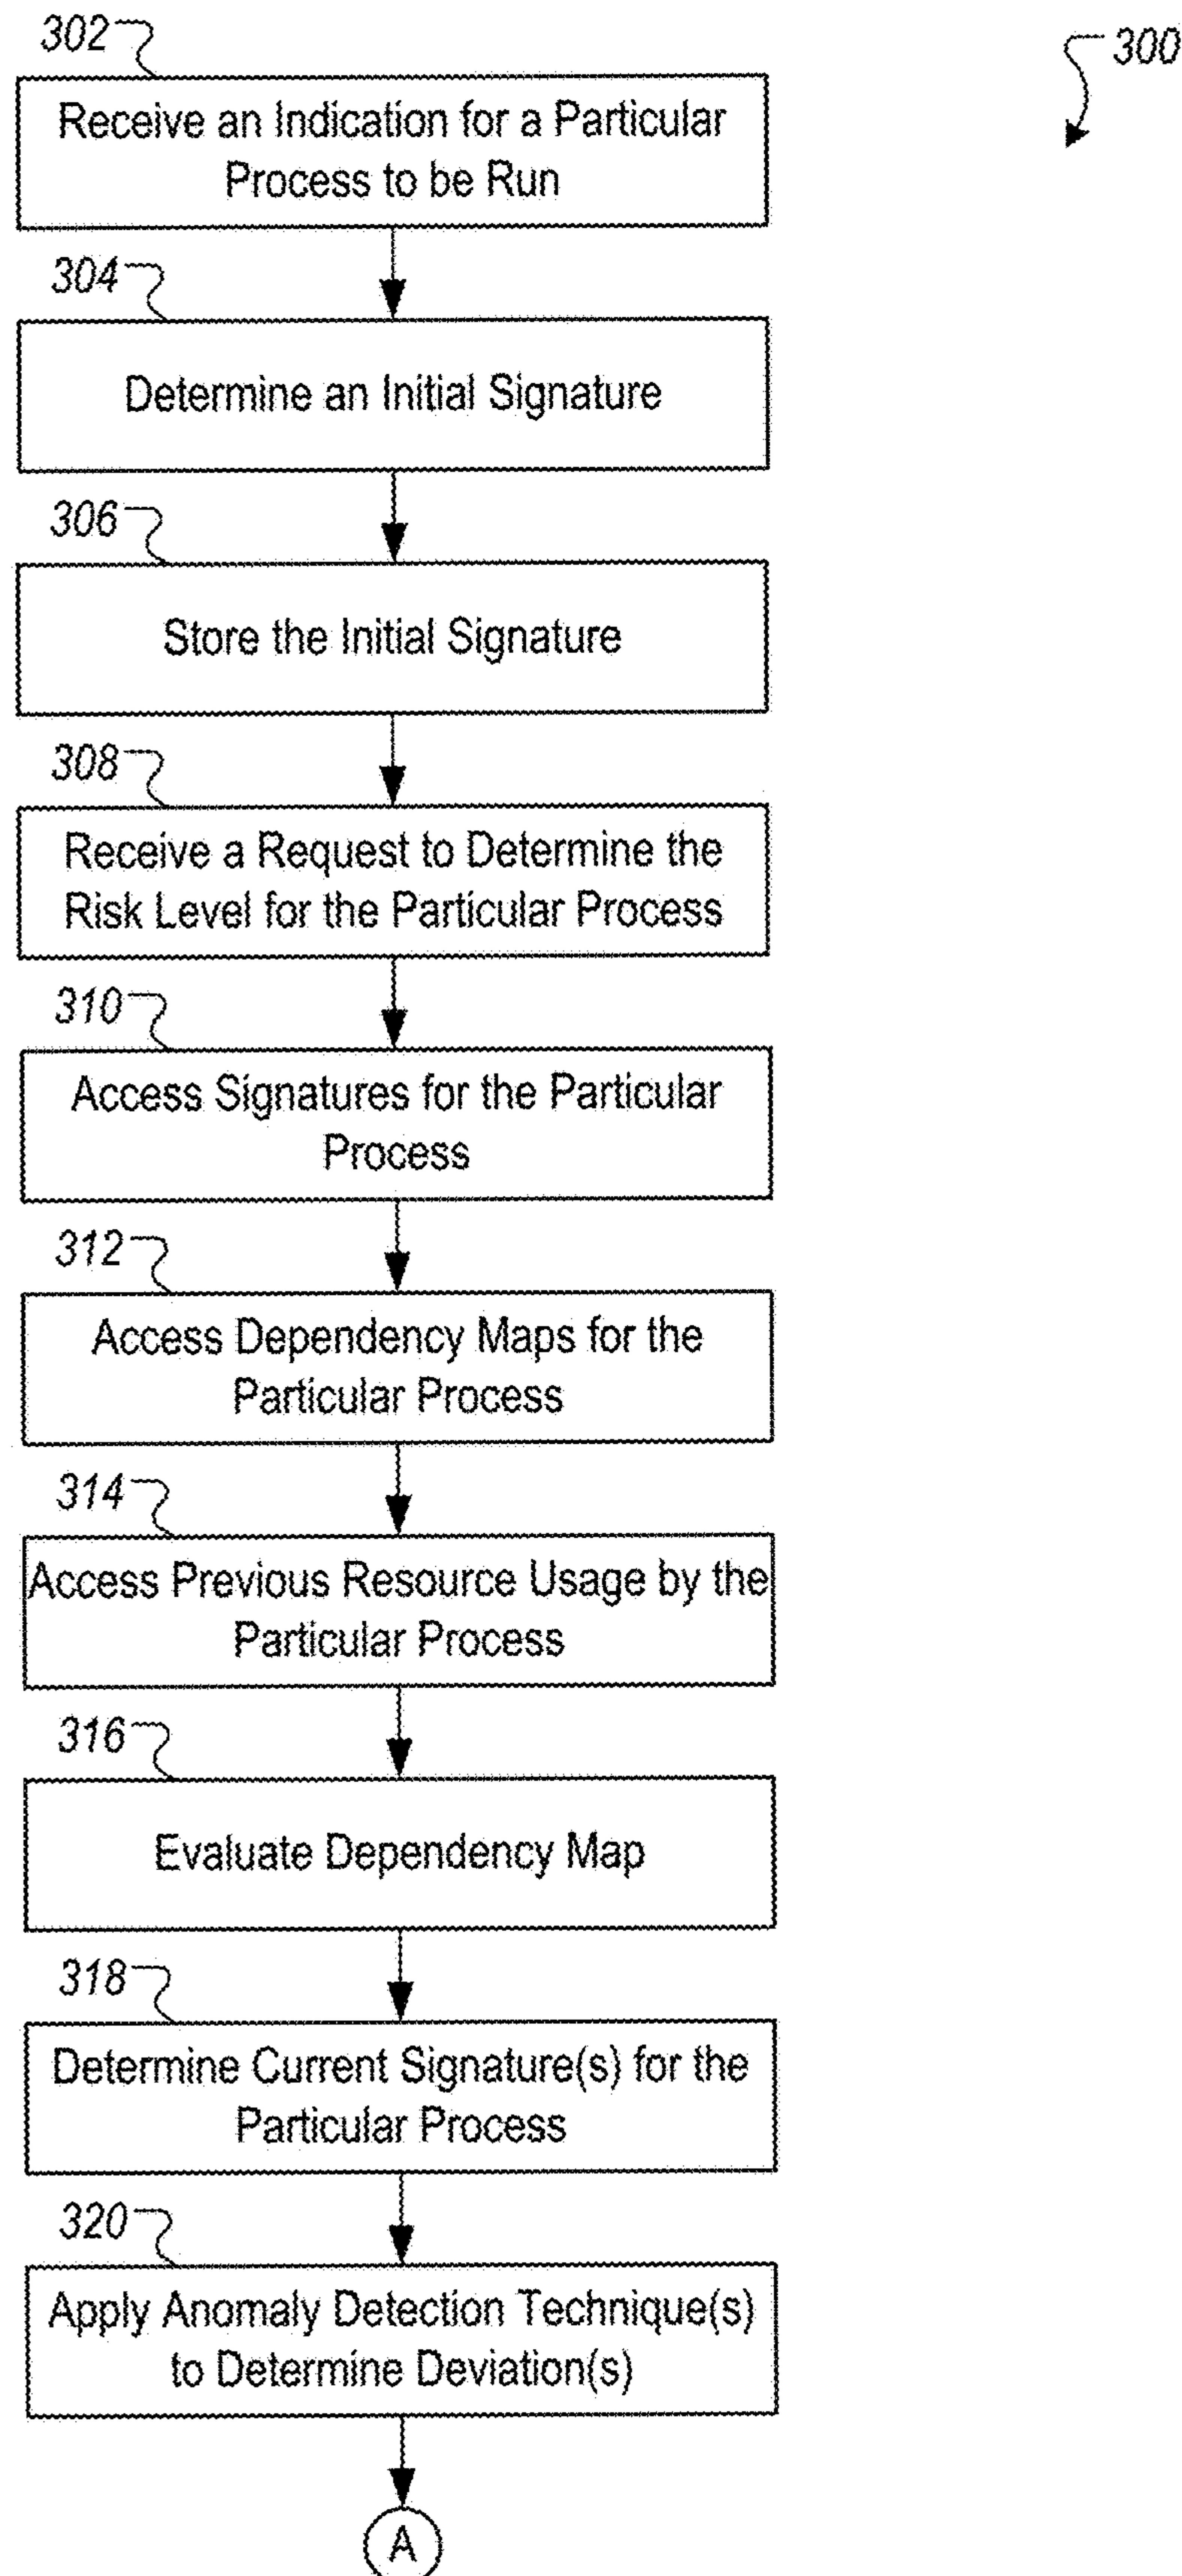 302
300
Receive an Indication for a Particular
Process to be Run
304
Determine an Initial Signature
306
Store the Initial Signature
308
Receive a Request to Determine the
Risk Level for the Particular Process
310
Access Signatures for the Particular
Process
312
Access Dependency Maps for the
Particular Process
314
Access Previous Resource Usage by the
Particular Process
316
Evaluate Dependency Map
318
Determine Current Signature(s) for the
Particular Process
320
Apply Anomaly Detection Technique(s)
to Determine Deviation(s)
A